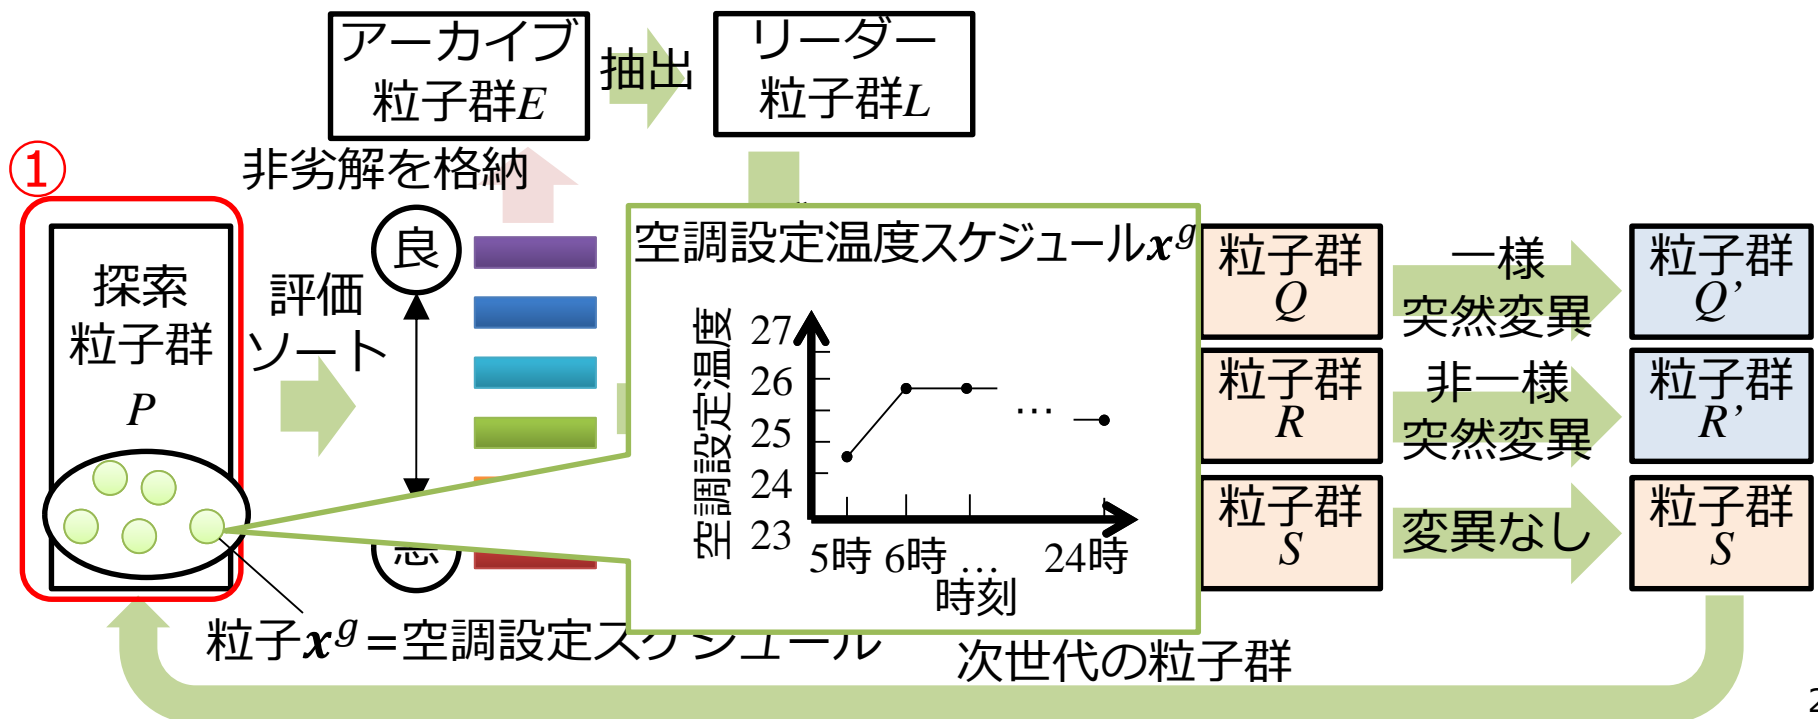 アーカイブ
粒子群E
抽出
リーダー
粒子群L
非劣解を格納
①
探索
粒子群
P
評価
ソート
良
空調設定温度スケジュールx^g
空調設定温度
27
26
25
24
23
…
5時 6時 … 24時
時刻
粒子群
Q
一様
突然変異
粒子群
Q’
粒子群
R
非一様
突然変異
粒子群
R’
粒子群
S
変異なし
粒子群
S
粒子x^g=空調設定スケジュール
次世代の粒子群